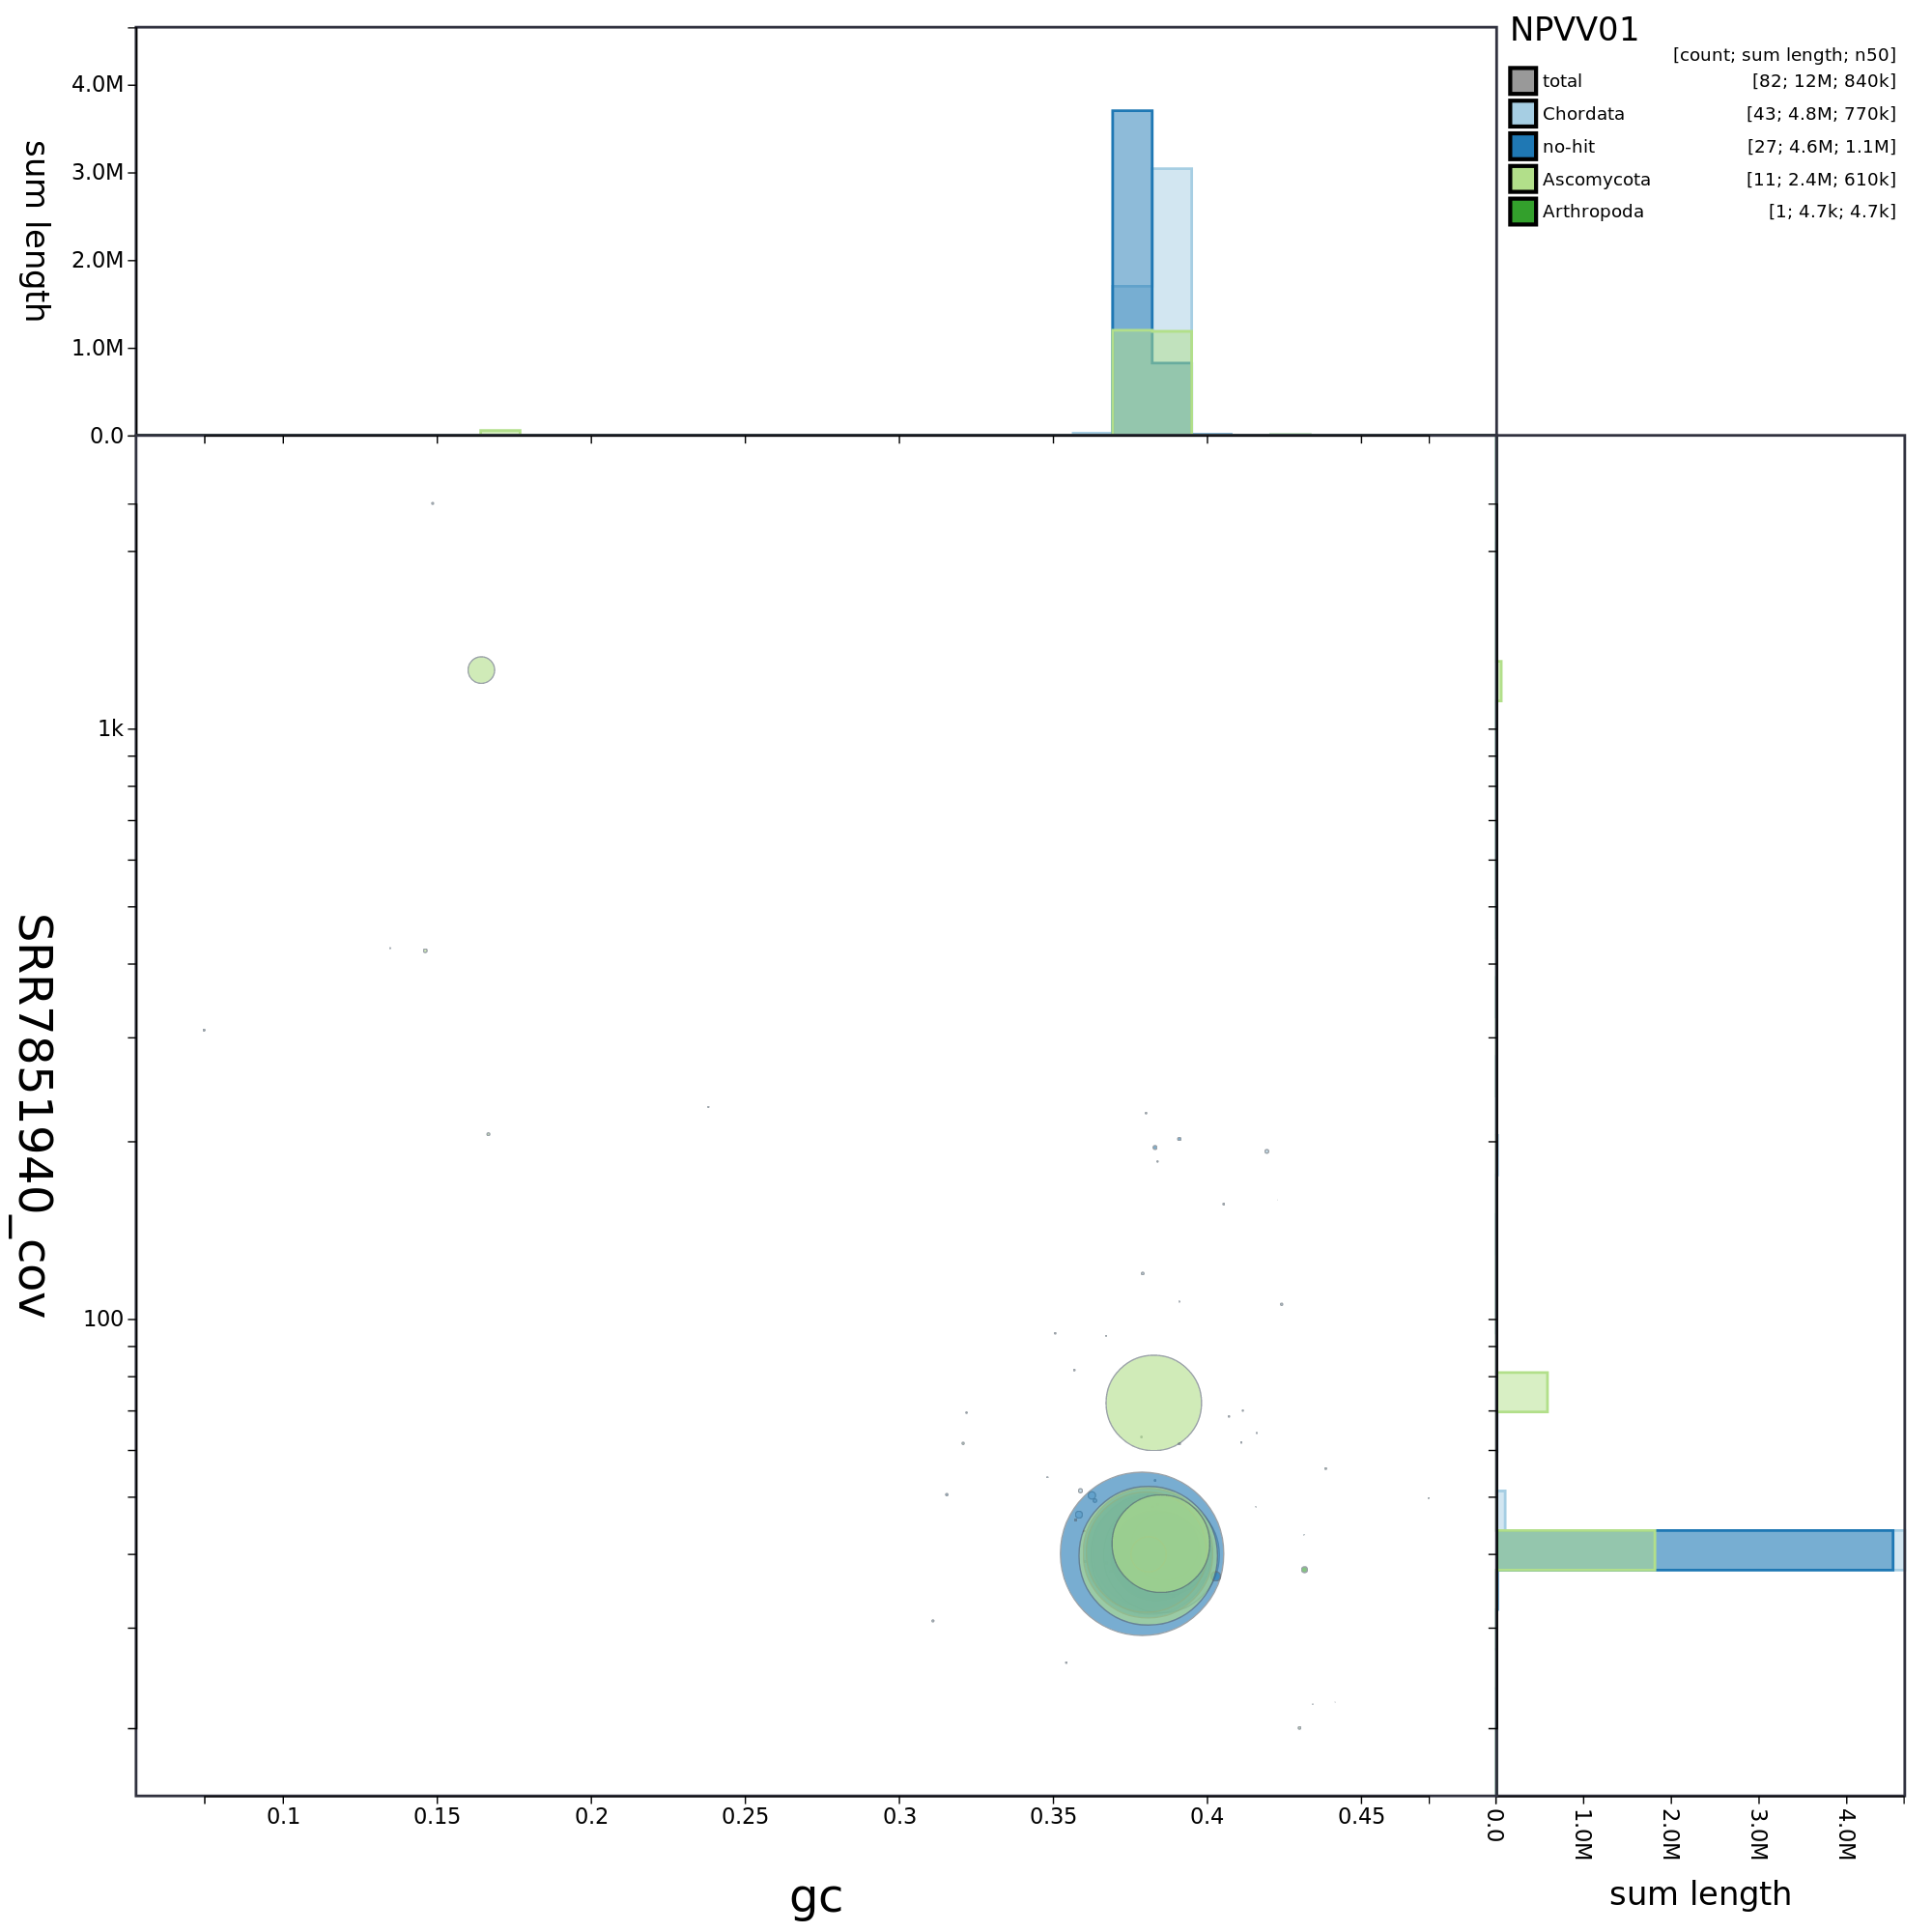 NPVV01
[count; sum length; n50]
total [82; 12M; 840k]
Chordata [43; 4.8M; 770k]
no-hit [27; 4.6M; 1.1M]
Ascomycota [11; 2.4M; 610k]
Arthropoda [1; 4.7k; 4.7k]
sum length
4.0M
3.0M
2.0M
1.0M
0.0
SRR7851940_cov
1k
100
0.1 0.15 0.2 0.25 0.3 0.35 0.4 0.45
gc
0.0 1.0M 2.0M 3.0M 4.0M
sum length